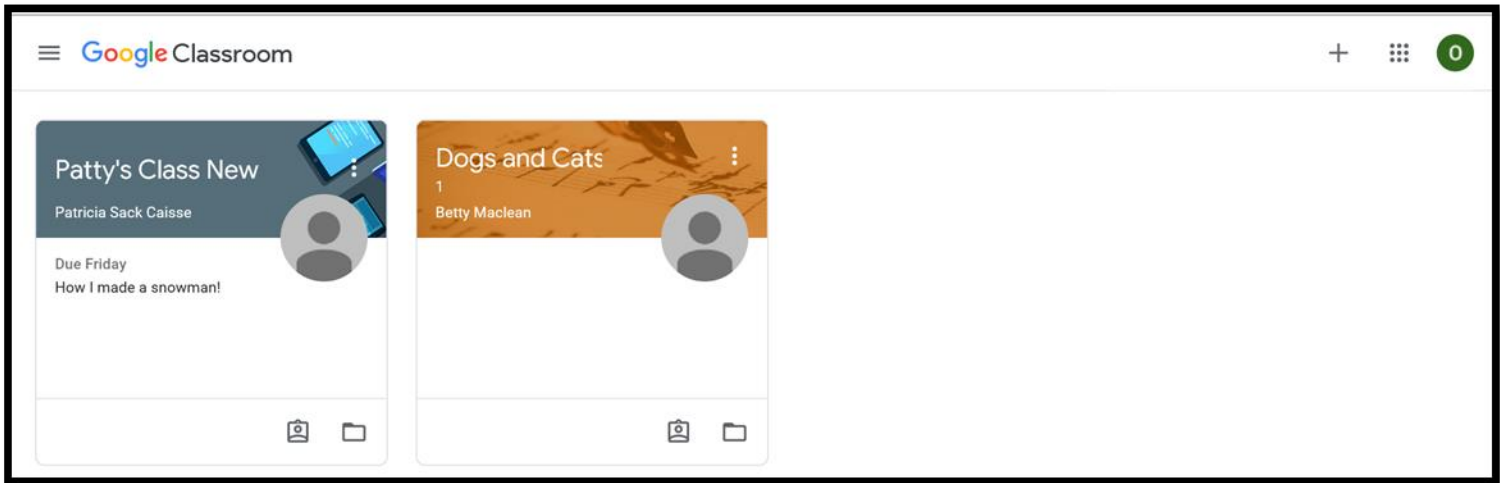 Google Classroom
O
Patty's Class New
Patricia Sack Caisse
Due Friday
How I made a snowman!
Dogs and Cats
1
Betty Maclean